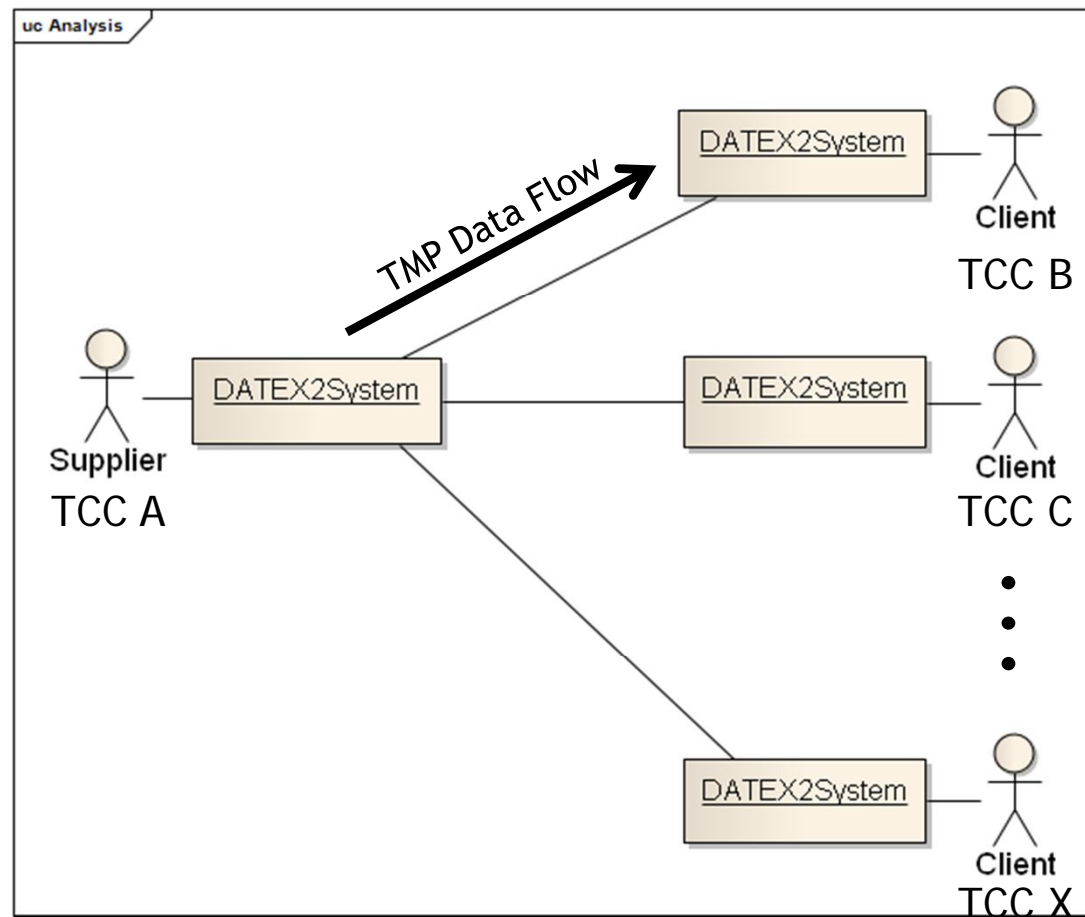 uc Analysis
DATEX2System
Client
TCC B
TMP Data Flow
DATEX2System
Supplier
TCC A
DATEX2System
Client
TCC C
DATEX2System
Client
TCC X